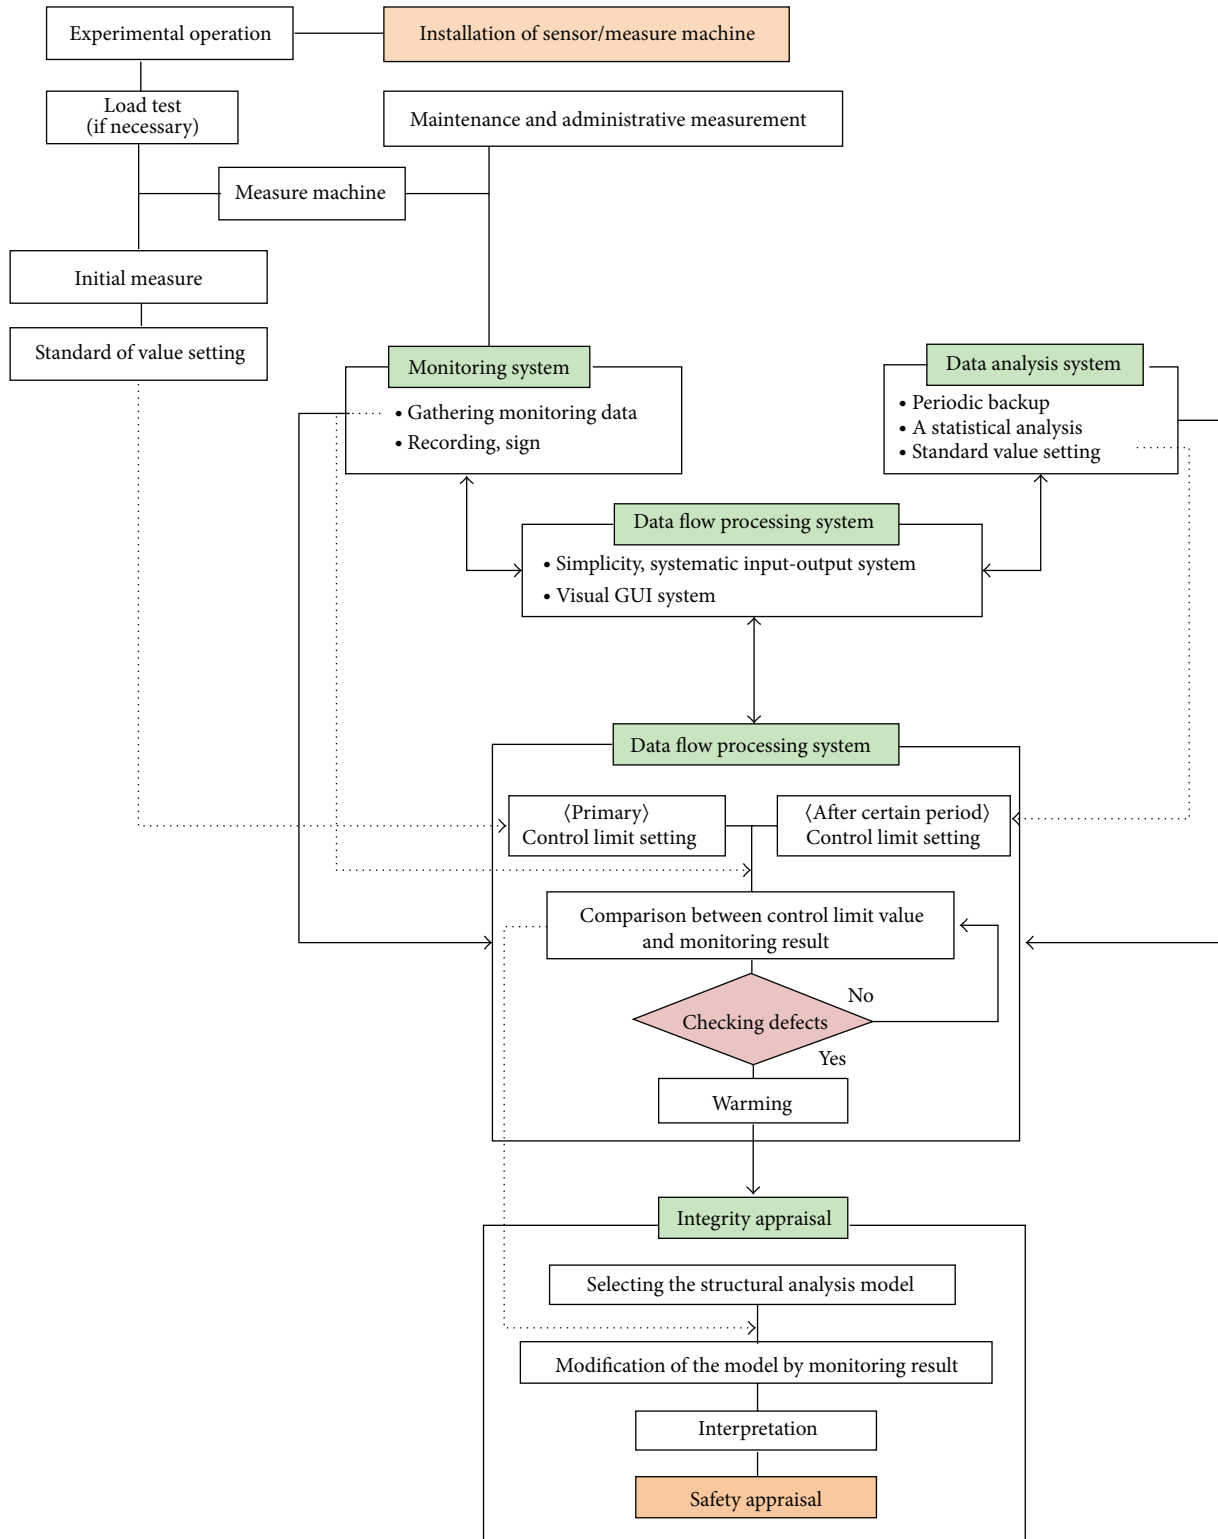 Experimental operation
Installation of sensor/measure machine
Load test
(if necessary)
Maintenance and administrative measurement
Measure machine
Initial measure
Standard of value setting
Monitoring system
• Gathering monitoring data
• Recording, sign
Data analysis system
• Periodic backup
• A statistical analysis
• Standard value setting
Data flow processing system
• Simplicity, systematic input-output system
• Visual GUI system
Data flow processing system
⟨Primary⟩
Control limit setting
⟨After certain period⟩
Control limit setting
Comparison between control limit value
and monitoring result
No
Checking defects
Yes
Warming
Integrity appraisal
Selecting the structural analysis model
Modification of the model by monitoring result
Interpretation
Safety appraisal